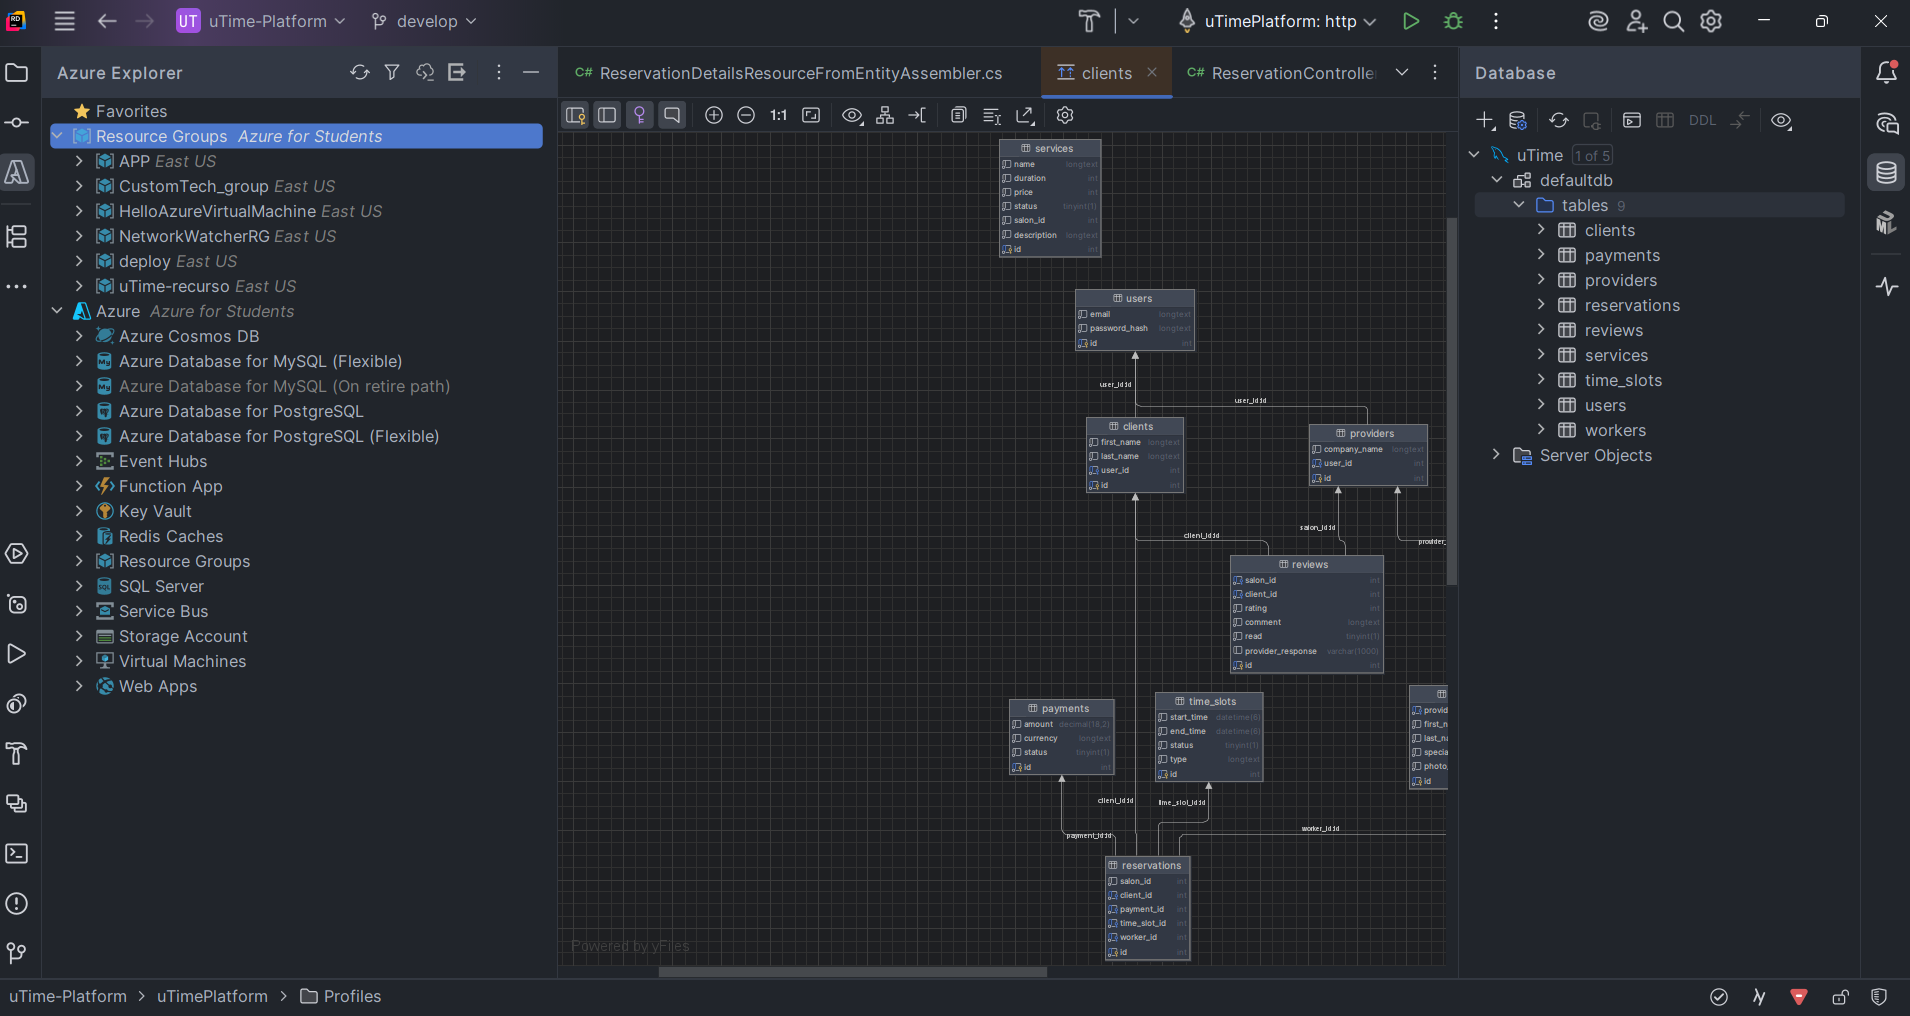 UT uTime-Platform develop
uTimePlatform: http
Azure Explorer
Favorites
Resource Groups Azure for Students
APP East US
CustomTech_group East US
HelloAzureVirtualMachine East US
NetworkWatcherRG East US
deploy East US
uTime-recurso East US
Azure Azure for Students
Azure Cosmos DB
Azure Database for MySQL (Flexible)
Azure Database for MySQL (On retire path)
Azure Database for PostgreSQL
Azure Database for PostgreSQL (Flexible)
Event Hubs
Function App
Key Vault
Redis Caches
Resource Groups
SQL Server
Service Bus
Storage Account
Virtual Machines
Web Apps
C# ReservationDetailsResourceFromEntityAssembler.cs
clients
C# ReservationControlle
1:1
services
name longtext
duration int
price int
status tinyint(1)
salon_id int
description longtext
id int
users
email longtext
password_hash longtext
id int
user_id:id
user_id:id
clients
first_name longtext
last_name longtext
user_id int
id int
providers
company_name longtext
user_id int
id int
salon_id:id
client_id:id
provider_
reviews
salon_id int
client_id int
rating int
comment longtext
read tinyint(1)
provider_response varchar(1000)
id int
payments
amount decimal(18,2)
currency longtext
status tinyint(1)
id int
time_slots
start_time datetime(6)
end_time datetime(6)
status tinyint(1)
type longtext
id int
provid
first_n
last_na
specia
photo_
id
client_id:id
time_slot_id:id
payment_id:id
worker_id:id
reservations
salon_id int
client_id int
payment_id int
time_slot_id int
worker_id int
id int
Powered by yFiles
Database
DDL
uTime 1 of 5
defaultdb
tables 9
clients
payments
providers
reservations
reviews
services
time_slots
users
workers
Server Objects
uTime-Platform > uTimePlatform > Profiles